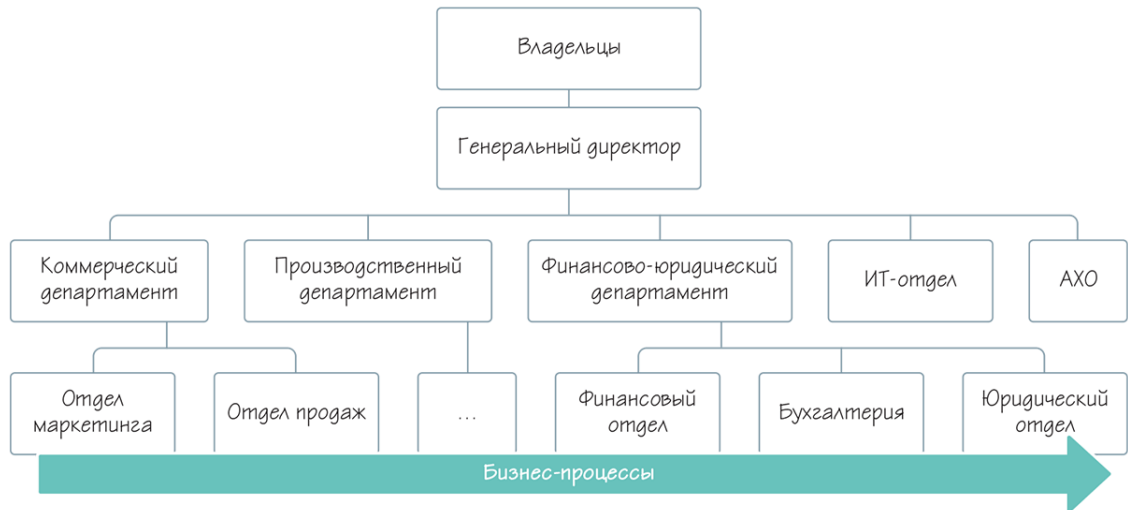 Владельцы
Генеральный директор
Коммерческий
департамент
Производственный
департамент
Финансово-юридический
департамент
ИТ-отдел
АХО
Отдел
маркетинга
Отдел продаж
...
Финансовый
отдел
Бухгалтерия
Юридический
отдел
Бизнес-процессы